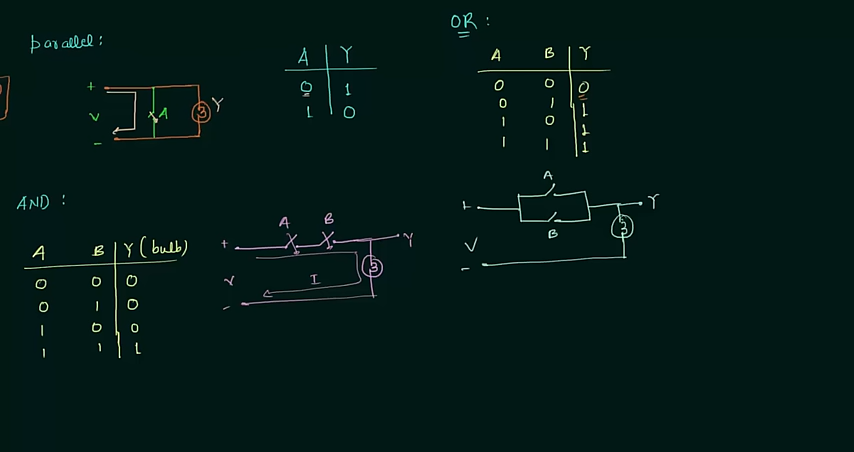 parallel:
+
V
-
A
Y
A Y
0 1
1 0
OR:
A B Y
0 0 0
0 1 1
1 0 1
1 1 1
A
B
+
V
-
Y
AND:
A B Y (bulb)
0 0 0
0 1 0
1 0 0
1 1 1
A B
+
V
-
I
Y